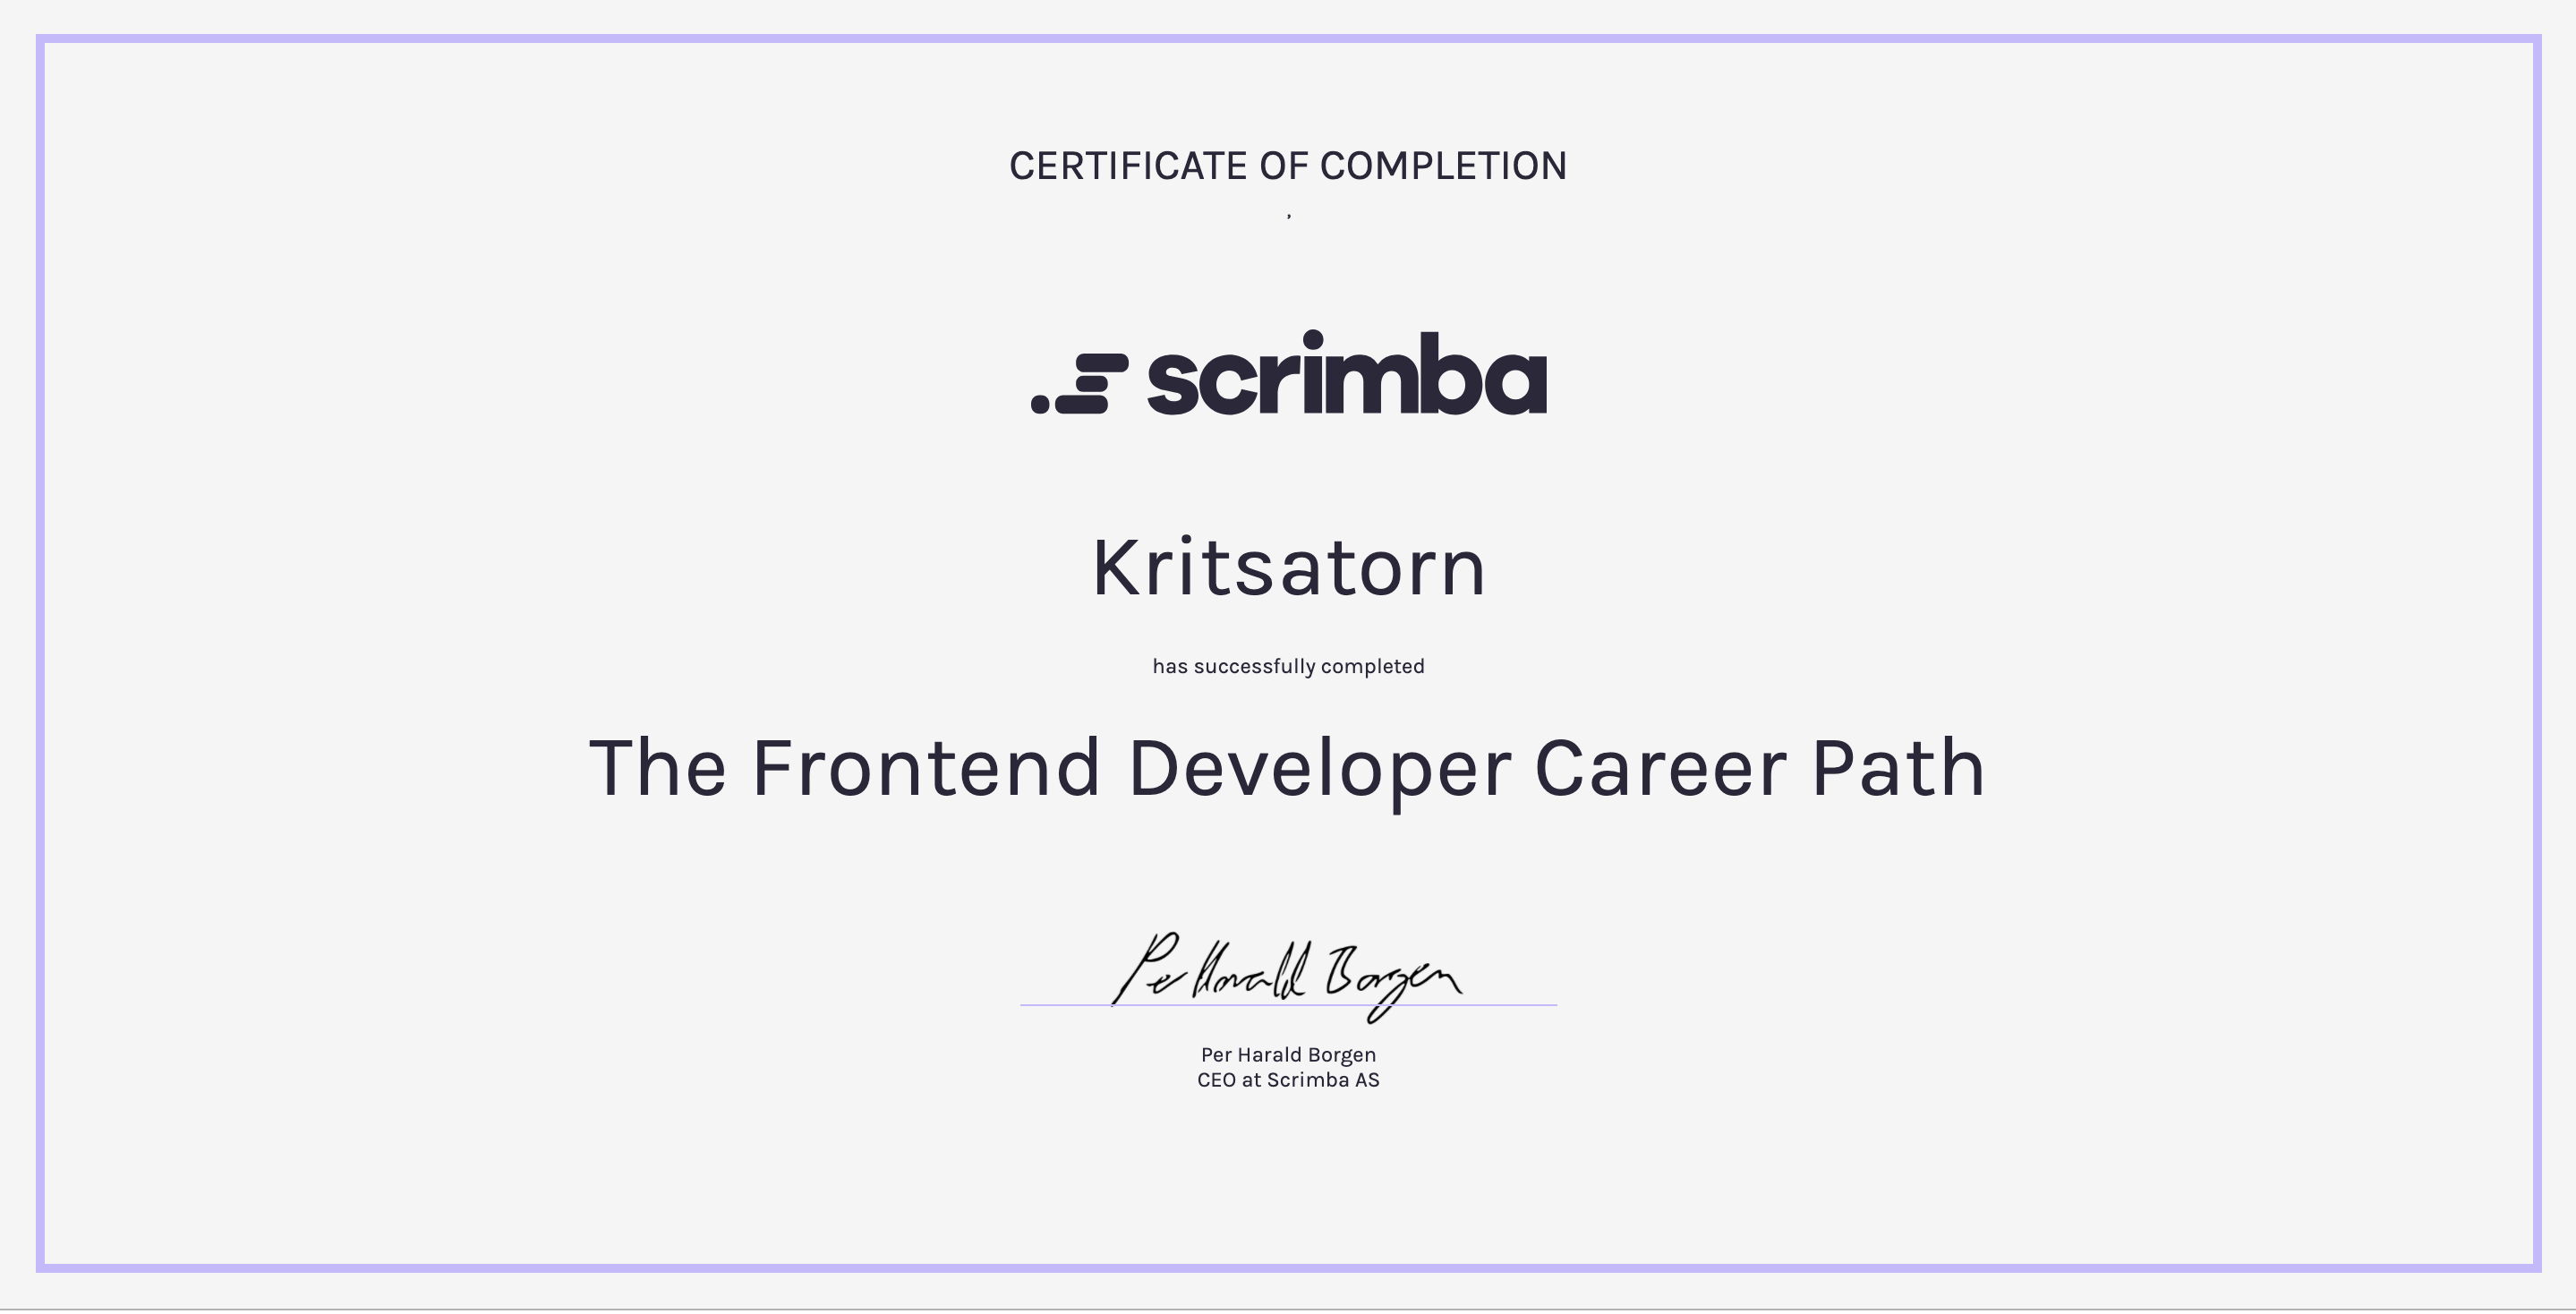 CERTIFICATE OF COMPLETION
,
scrimba
Kritsatorn
has successfully completed
The Frontend Developer Career Path
Per Harald Borgen
Per Harald Borgen
CEO at Scrimba AS